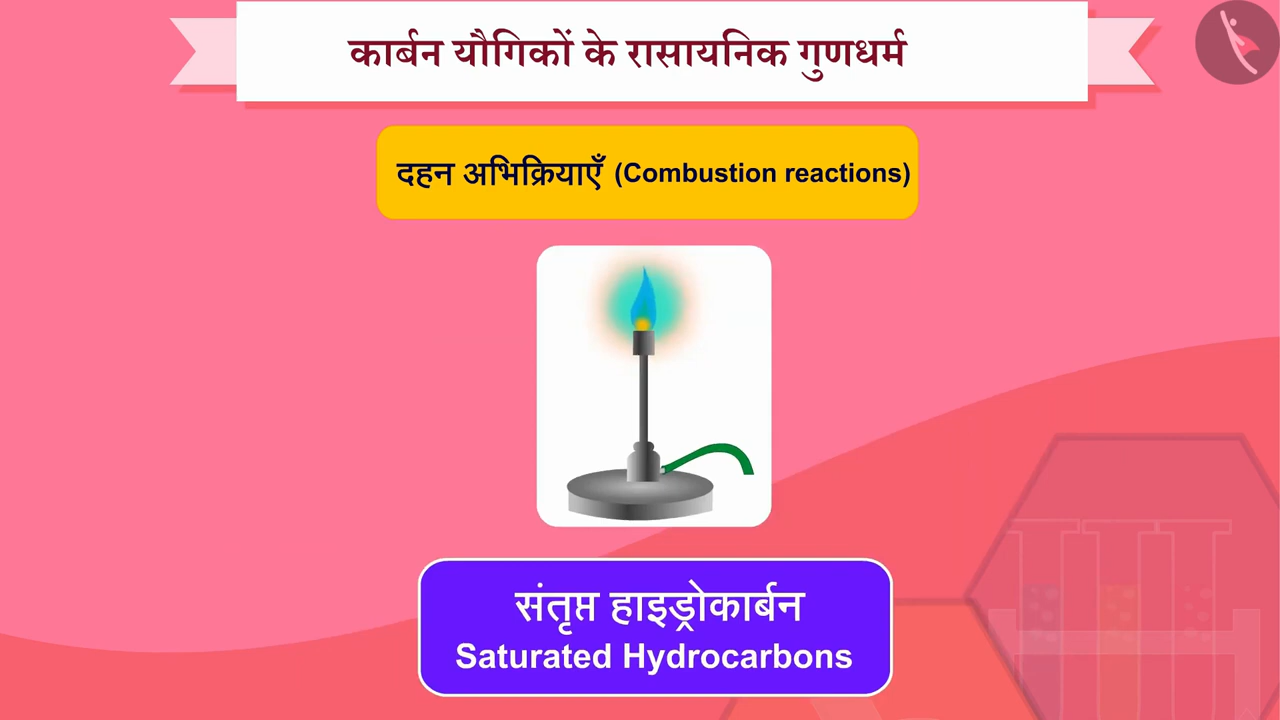 कार्बन यौगिकों के रासायनिक गुणधर्म
दहन अभिक्रियाएँ (Combustion reactions)
संतृप्त हाइड्रोकार्बन
Saturated Hydrocarbons